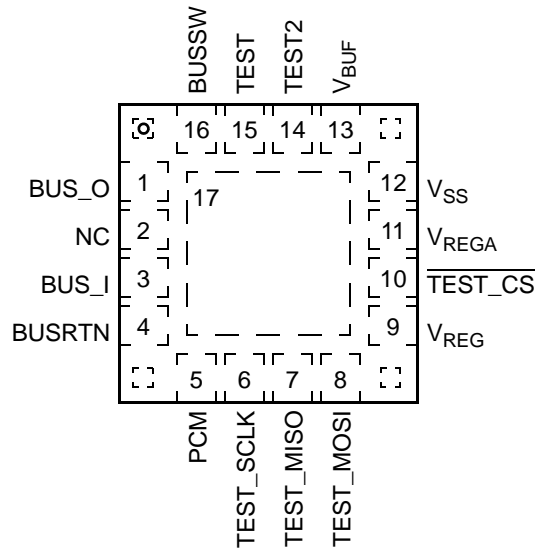 BUSSW
TEST
TEST2
VBUF
16
15
14
13
BUS_O
1
17
12
VSS
NC
2
11
VREGA
BUS_I
3
10
TEST_CS
BUSRTN
4
9
VREG
5
6
7
8
PCM
TEST_SCLK
TEST_MISO
TEST_MOSI